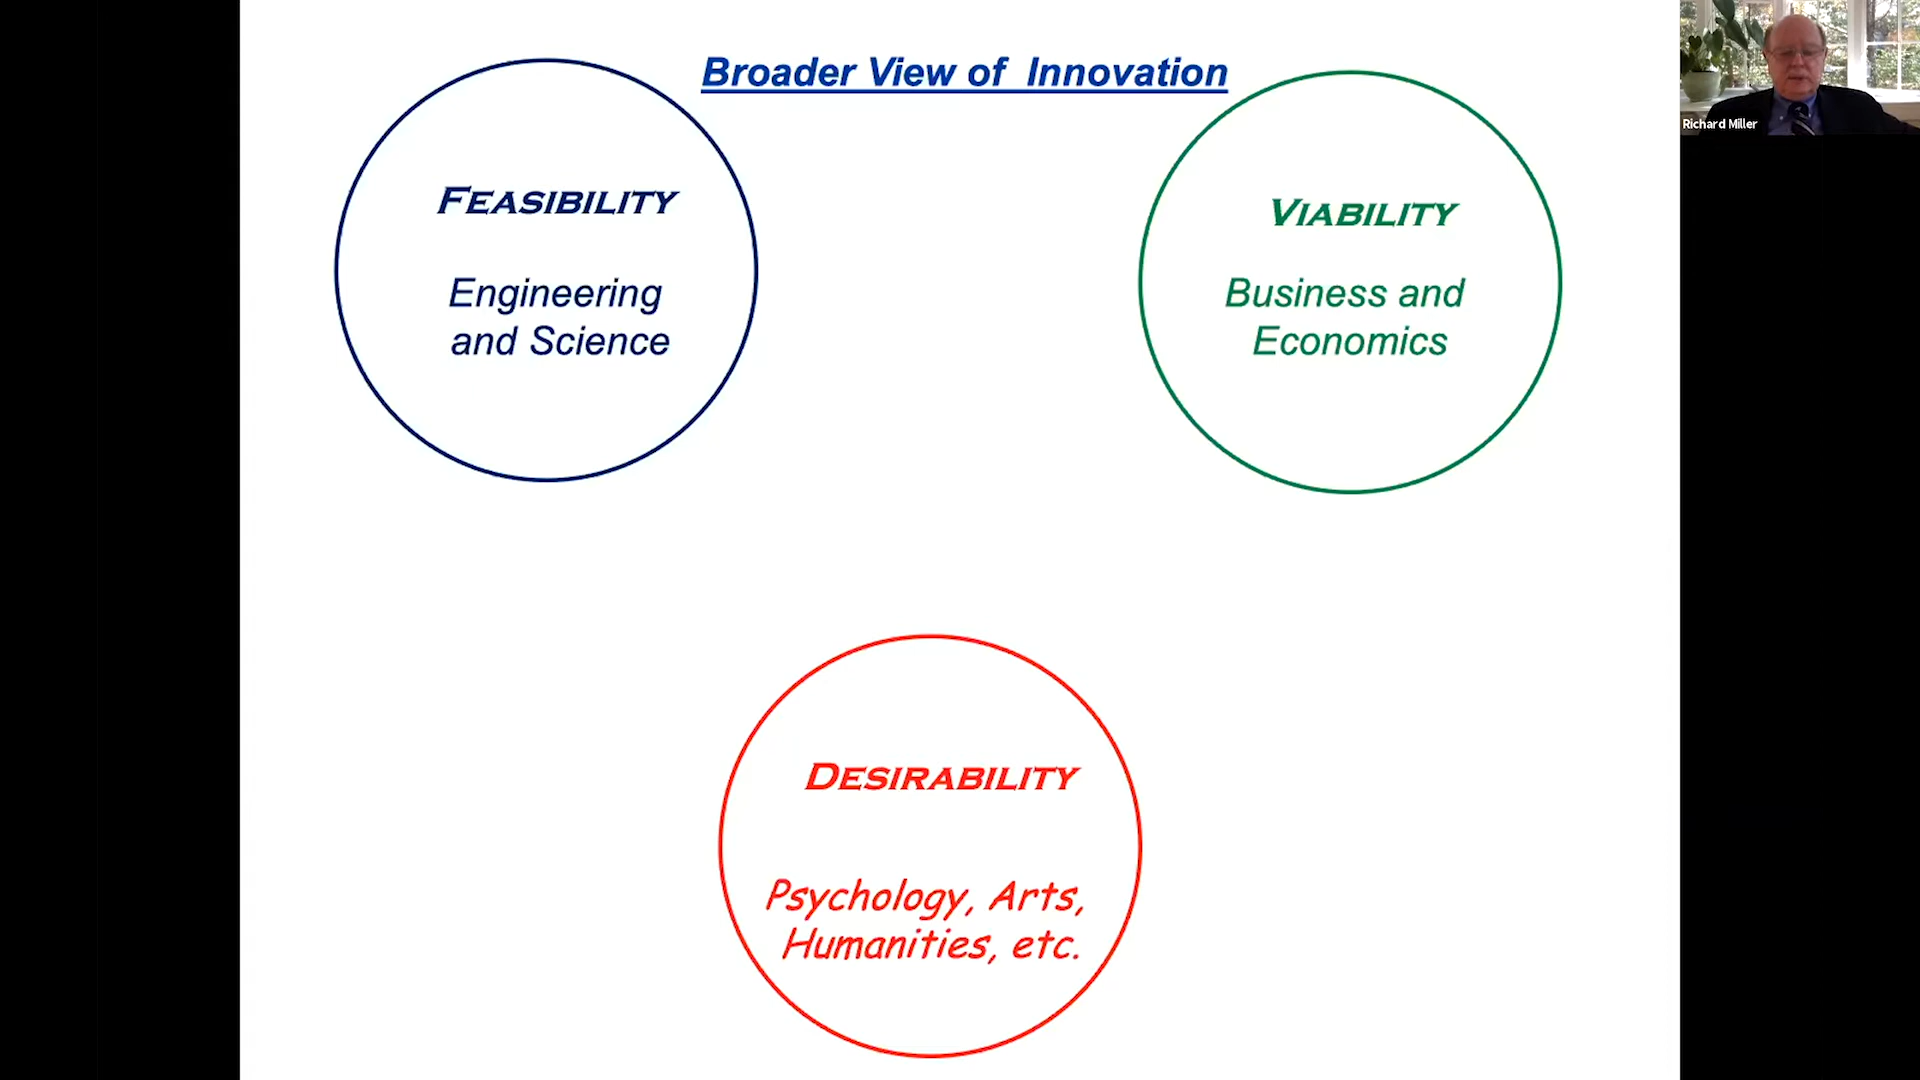 Broader View of Innovation
FEASIBILITY
Engineering
and Science
VIABILITY
Business and
Economics
DESIRABILITY
Psychology, Arts,
Humanities, etc.
Richard Miller